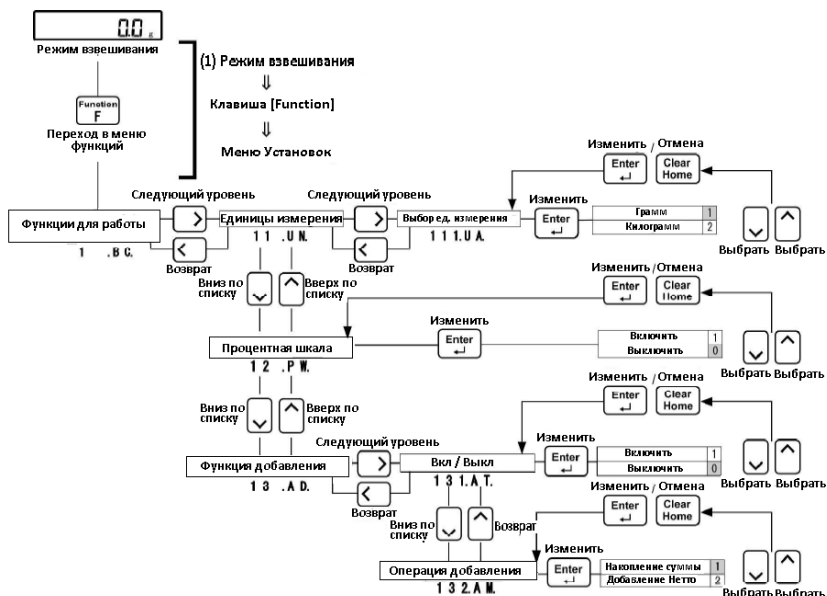 0.0 g
Режим взвешивания
(1) Режим взвешивания
⇓
Клавиша [Function]
⇓
Меню Установок
Function
F
Переход в меню
функций
Изменить / Отмена
Enter
Clear
Home
Следующий уровень
Следующий уровень
Изменить
Функции для работы
Единицы измерения
Выбор ед. измерения
Enter
Грамм 1
Килограмм 2
1 .B G.
1 1 .U N.
1 1 1.U A.
Возврат
Возврат
Выбрать Выбрать
Вниз по
списку
Вверх по
списку
Изменить/Отмена
Enter
Clear
Home
Изменить
Процентная шкала
Enter
Включить 1
Выключить 0
1 2 .P W.
Выбрать Выбрать
Вниз по
списку
Вверх по
списку
Изменить / Отмена
Enter
Clear
Home
Следующий уровень
Изменить
Функция добавления
Вкл / Выкл
Enter
Включить 1
Выключить 0
1 3 .A D.
1 3 1.A T.
Возврат
Выбрать Выбрать
Вниз по
списку
Возврат
Изменить/Отмена
Enter
Clear
Home
Изменить
Операция добавления
Enter
Накопление суммы 1
Добавление Нетто 2
1 3 2.A M.
Выбрать Выбрать